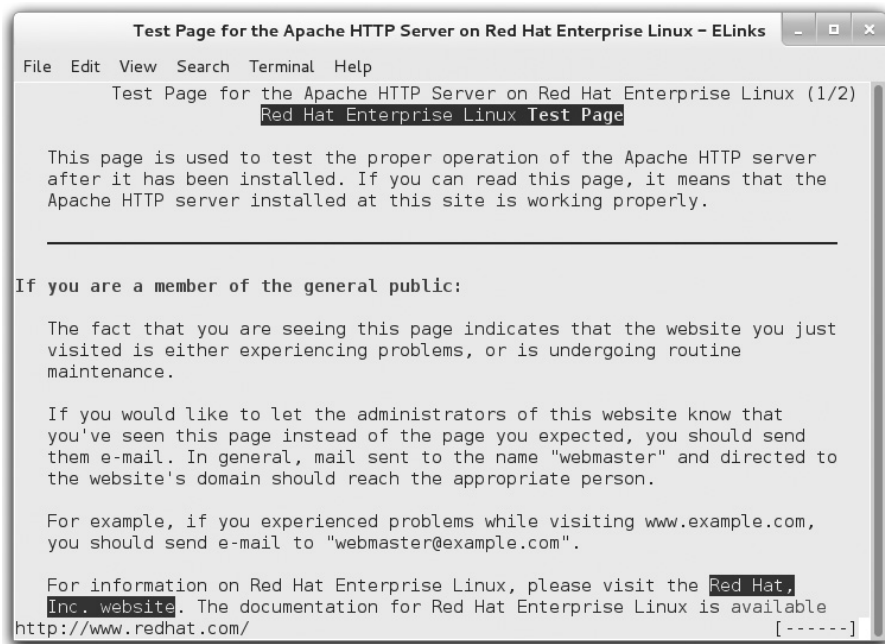 Test Page for the Apache HTTP Server on Red Hat Enterprise Linux – ELinks
File Edit View Search Terminal Help
Test Page for the Apache HTTP Server on Red Hat Enterprise Linux (1/2)
Red Hat Enterprise Linux Test Page
This page is used to test the proper operation of the Apache HTTP server
after it has been installed. If you can read this page, it means that the
Apache HTTP server installed at this site is working properly.
If you are a member of the general public:
The fact that you are seeing this page indicates that the website you just
visited is either experiencing problems, or is undergoing routine
maintenance.
If you would like to let the administrators of this website know that
you've seen this page instead of the page you expected, you should send
them e-mail. In general, mail sent to the name "webmaster" and directed to
the website's domain should reach the appropriate person.
For example, if you experienced problems while visiting www.example.com,
you should send e-mail to "webmaster@example.com".
For information on Red Hat Enterprise Linux, please visit the Red Hat,
Inc. website. The documentation for Red Hat Enterprise Linux is available
http://www.redhat.com/ [------]